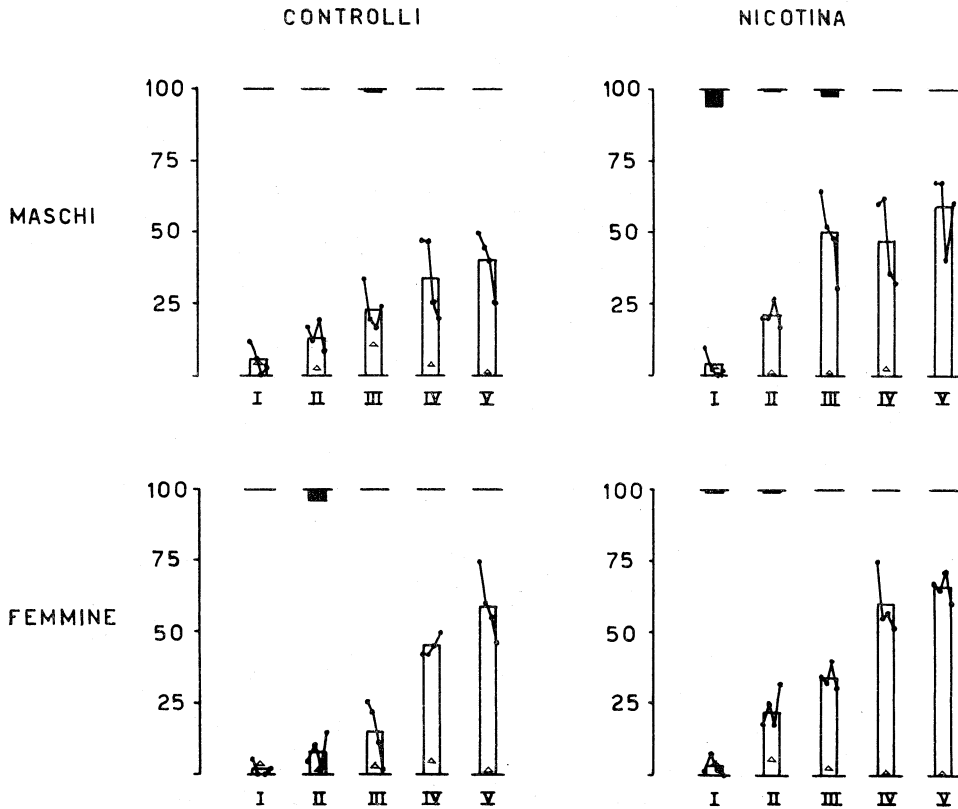 CONTROLLI NICOTINA
MASCHI
100 100
75 75
50 50
25 25
I II III IV V I II III IV V
FEMMINE
100 100
75 75
50 50
25 25
I II III IV V I II III IV V